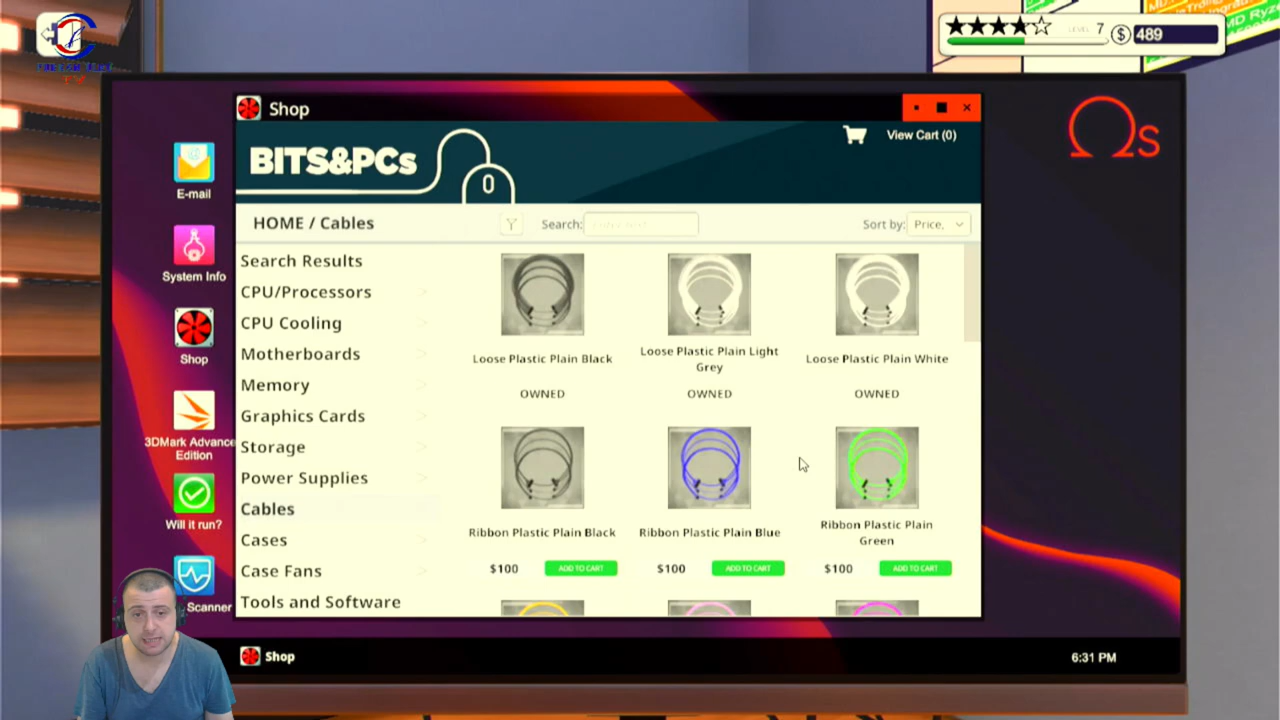 LEVEL 7 $ 489
Shop
BITS&PCs
View Cart (0)
HOME / Cables
Search:
Sort by: Price,
E-mail
System Info
Shop
3DMark Advance
Edition
Will it run?
Scanner
Search Results
CPU/Processors
CPU Cooling
Motherboards
Memory
Graphics Cards
Storage
Power Supplies
Cables
Cases
Case Fans
Tools and Software
Loose Plastic Plain Black
OWNED
Loose Plastic Plain Light
Grey
OWNED
Loose Plastic Plain White
OWNED
Ribbon Plastic Plain Black
$100 ADD TO CART
Ribbon Plastic Plain Blue
$100 ADD TO CART
Ribbon Plastic Plain
Green
$100 ADD TO CART
Ωs
Shop
6:31 PM